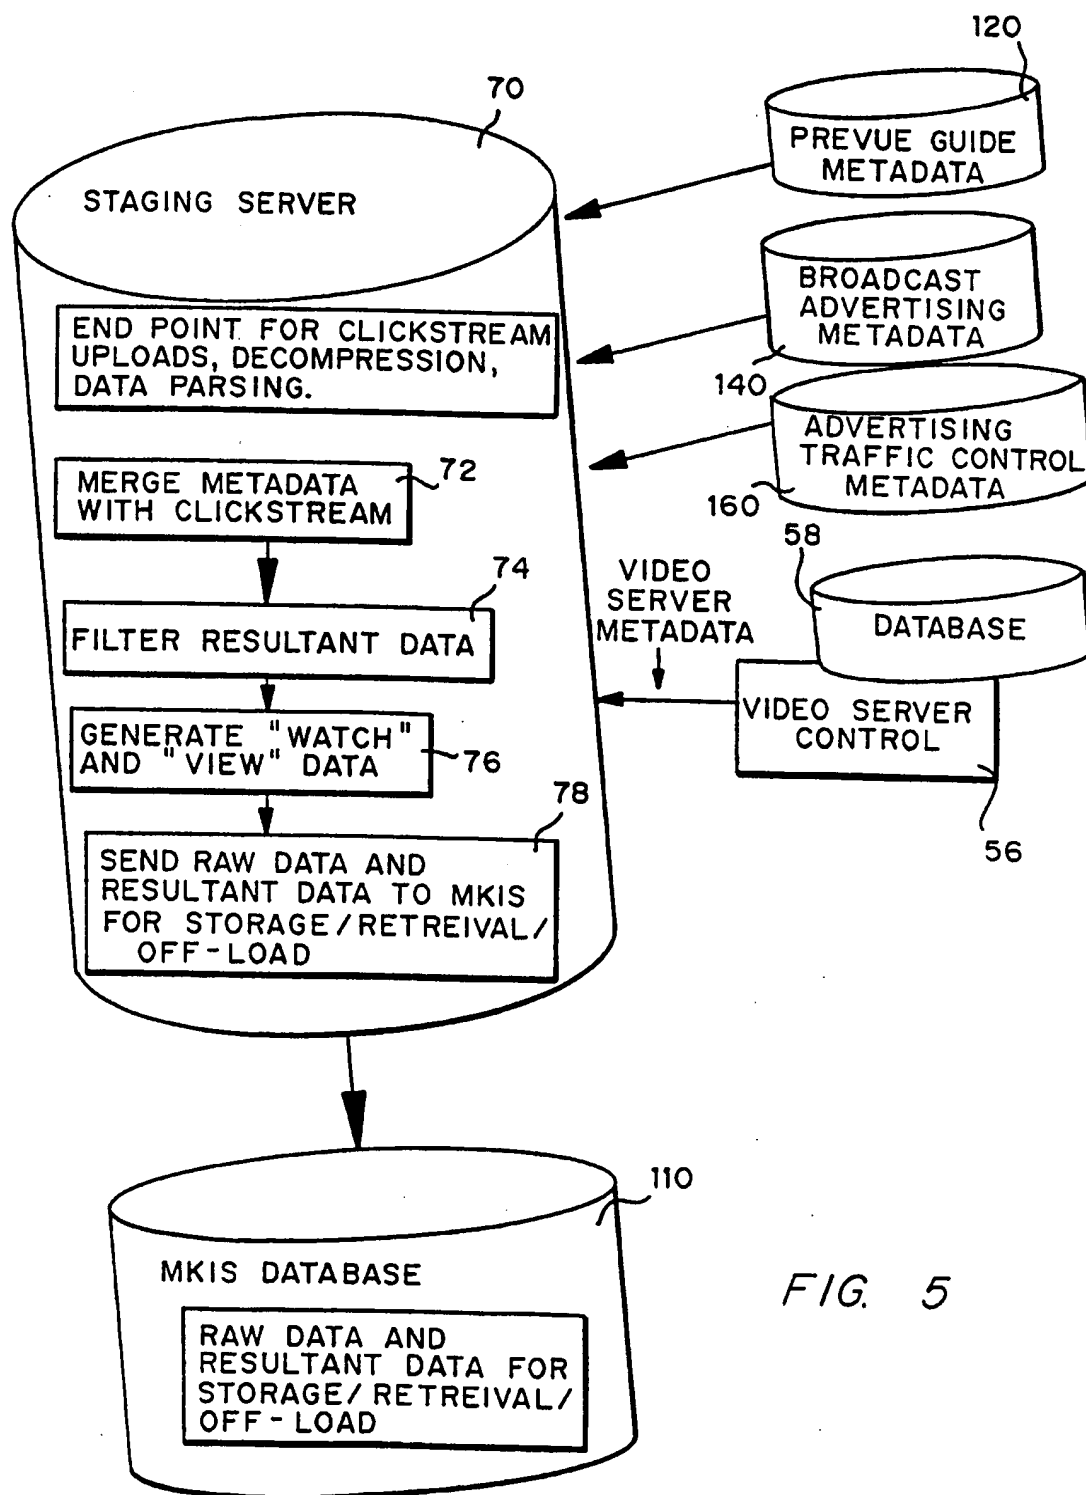 120
70
PREVUE GUIDE
METADATA
STAGING SERVER
BROADCAST
ADVERTISING
METADATA
140
END POINT FOR CLICKSTREAM
UPLOADS, DECOMPRESSION,
DATA PARSING.
ADVERTISING
TRAFFIC CONTROL
METADATA
160
MERGE METADATA
WITH CLICKSTREAM
72
58
DATABASE
VIDEO
SERVER
METADATA
74
FILTER RESULTANT DATA
VIDEO SERVER
CONTROL
56
GENERATE "WATCH"
AND "VIEW" DATA
76
78
SEND RAW DATA AND
RESULTANT DATA TO MKIS
FOR STORAGE/RETREIVAL/
OFF-LOAD
110
MKIS DATABASE
RAW DATA AND
RESULTANT DATA FOR
STORAGE/RETREIVAL/
OFF-LOAD
FIG. 5